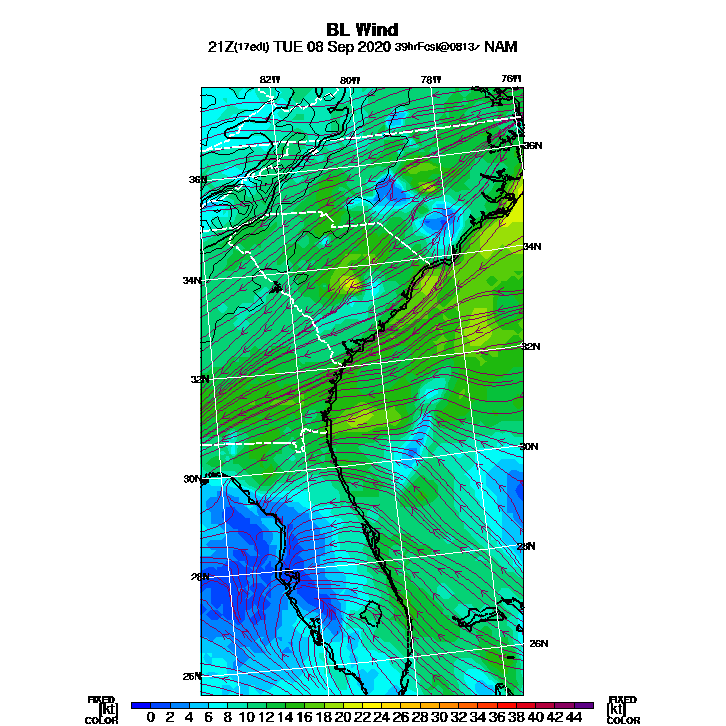 BL Wind
21Z(17edt) TUE 08 Sep 2020 39hrFcst@0813z NAM
82W 80W 78W 76W
36N
36N
34N
34N
32N
32N
30N
30N
28N
28N
26N
26N
FIXED FIXED
[kt] 0 2 4 6 8 10 12 14 16 18 20 22 24 26 28 30 32 34 36 38 40 42 44 [kt]
COLOR COLOR